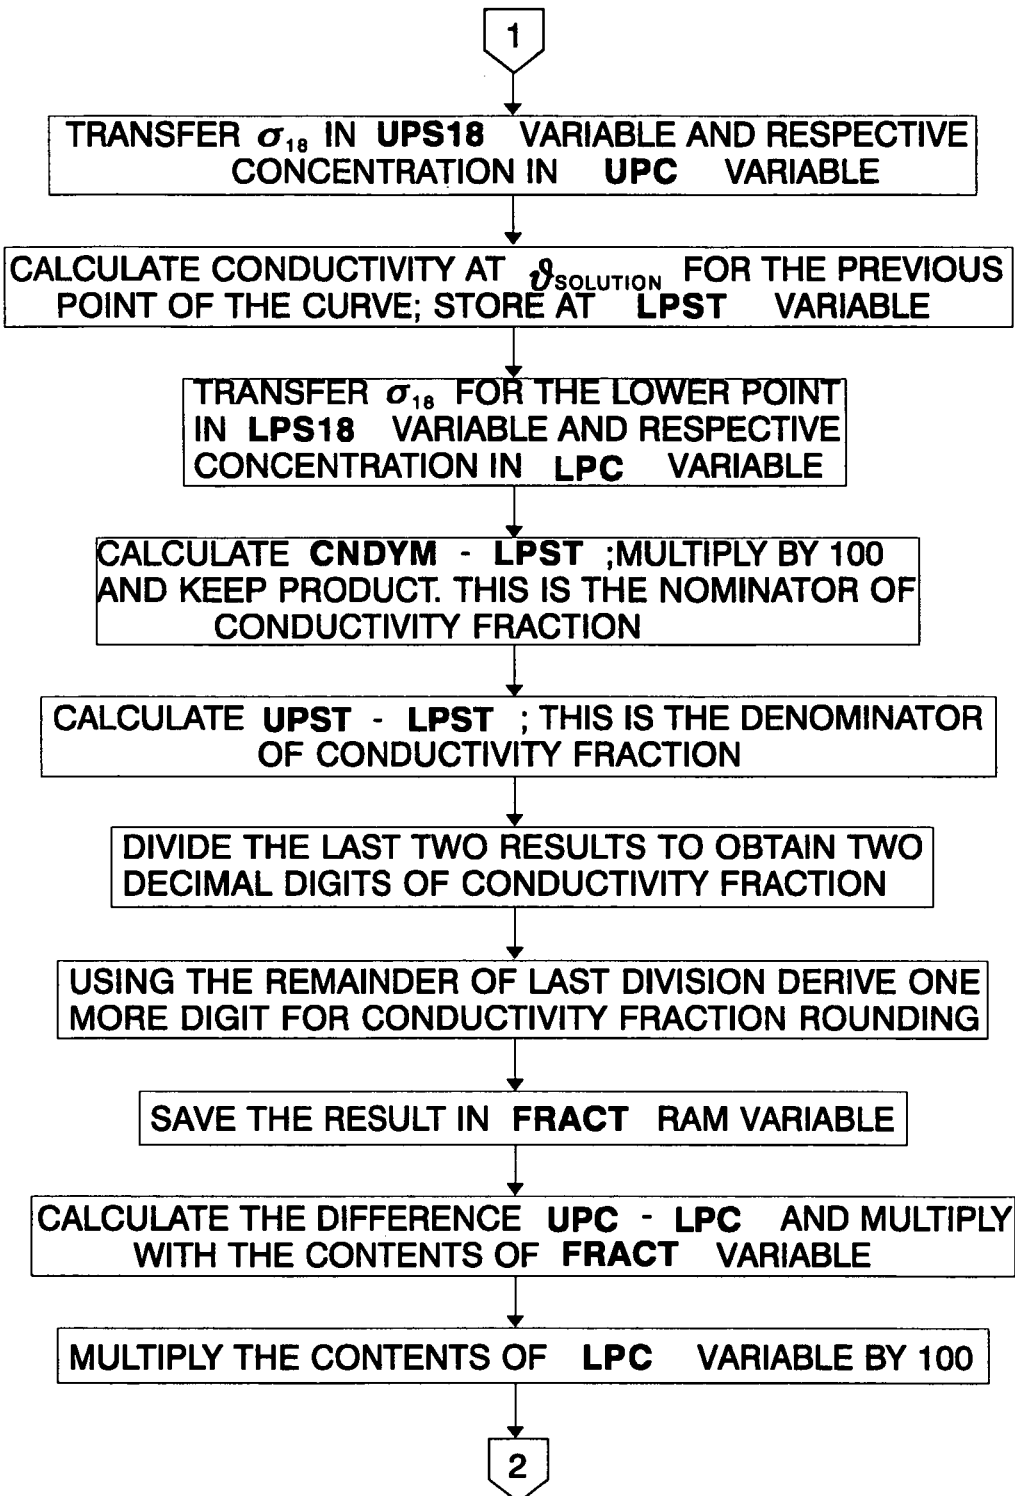 1
TRANSFER σ₁₈ IN UPS18 VARIABLE AND RESPECTIVE
CONCENTRATION IN UPC VARIABLE
CALCULATE CONDUCTIVITY AT ϑSOLUTION FOR THE PREVIOUS
POINT OF THE CURVE; STORE AT LPST VARIABLE
TRANSFER σ₁₈ FOR THE LOWER POINT
IN LPS18 VARIABLE AND RESPECTIVE
CONCENTRATION IN LPC VARIABLE
CALCULATE CNDYM - LPST ;MULTIPLY BY 100
AND KEEP PRODUCT. THIS IS THE NOMINATOR OF
CONDUCTIVITY FRACTION
CALCULATE UPST - LPST ; THIS IS THE DENOMINATOR
OF CONDUCTIVITY FRACTION
DIVIDE THE LAST TWO RESULTS TO OBTAIN TWO
DECIMAL DIGITS OF CONDUCTIVITY FRACTION
USING THE REMAINDER OF LAST DIVISION DERIVE ONE
MORE DIGIT FOR CONDUCTIVITY FRACTION ROUNDING
SAVE THE RESULT IN FRACT RAM VARIABLE
CALCULATE THE DIFFERENCE UPC - LPC AND MULTIPLY
WITH THE CONTENTS OF FRACT VARIABLE
MULTIPLY THE CONTENTS OF LPC VARIABLE BY 100
2